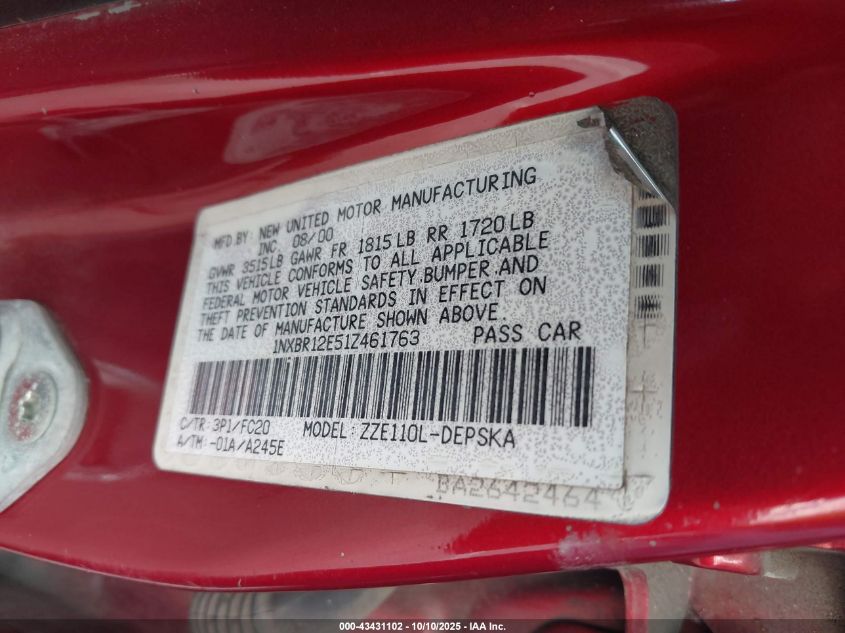 MFD.BY: NEW UNITED MOTOR MANUFACTURING
INC. 08/00
GVWR 3515LB GAWR FR 1815LB RR 1720LB
THIS VEHICLE CONFORMS TO ALL APPLICABLE
FEDERAL MOTOR VEHICLE SAFETY,BUMPER,AND
THEFT PREVENTION STANDARDS IN EFFECT ON
THE DATE OF MANUFACTURE SHOWN ABOVE.
1NXBR12E51Z461763 PASS CAR
C/TR: 3P1/FC20 MODEL: ZZE110L-DEPSKA
A/TM: -01A/A245E
BA2642464
000-43431102 - 10/10/2025 - IAA Inc.